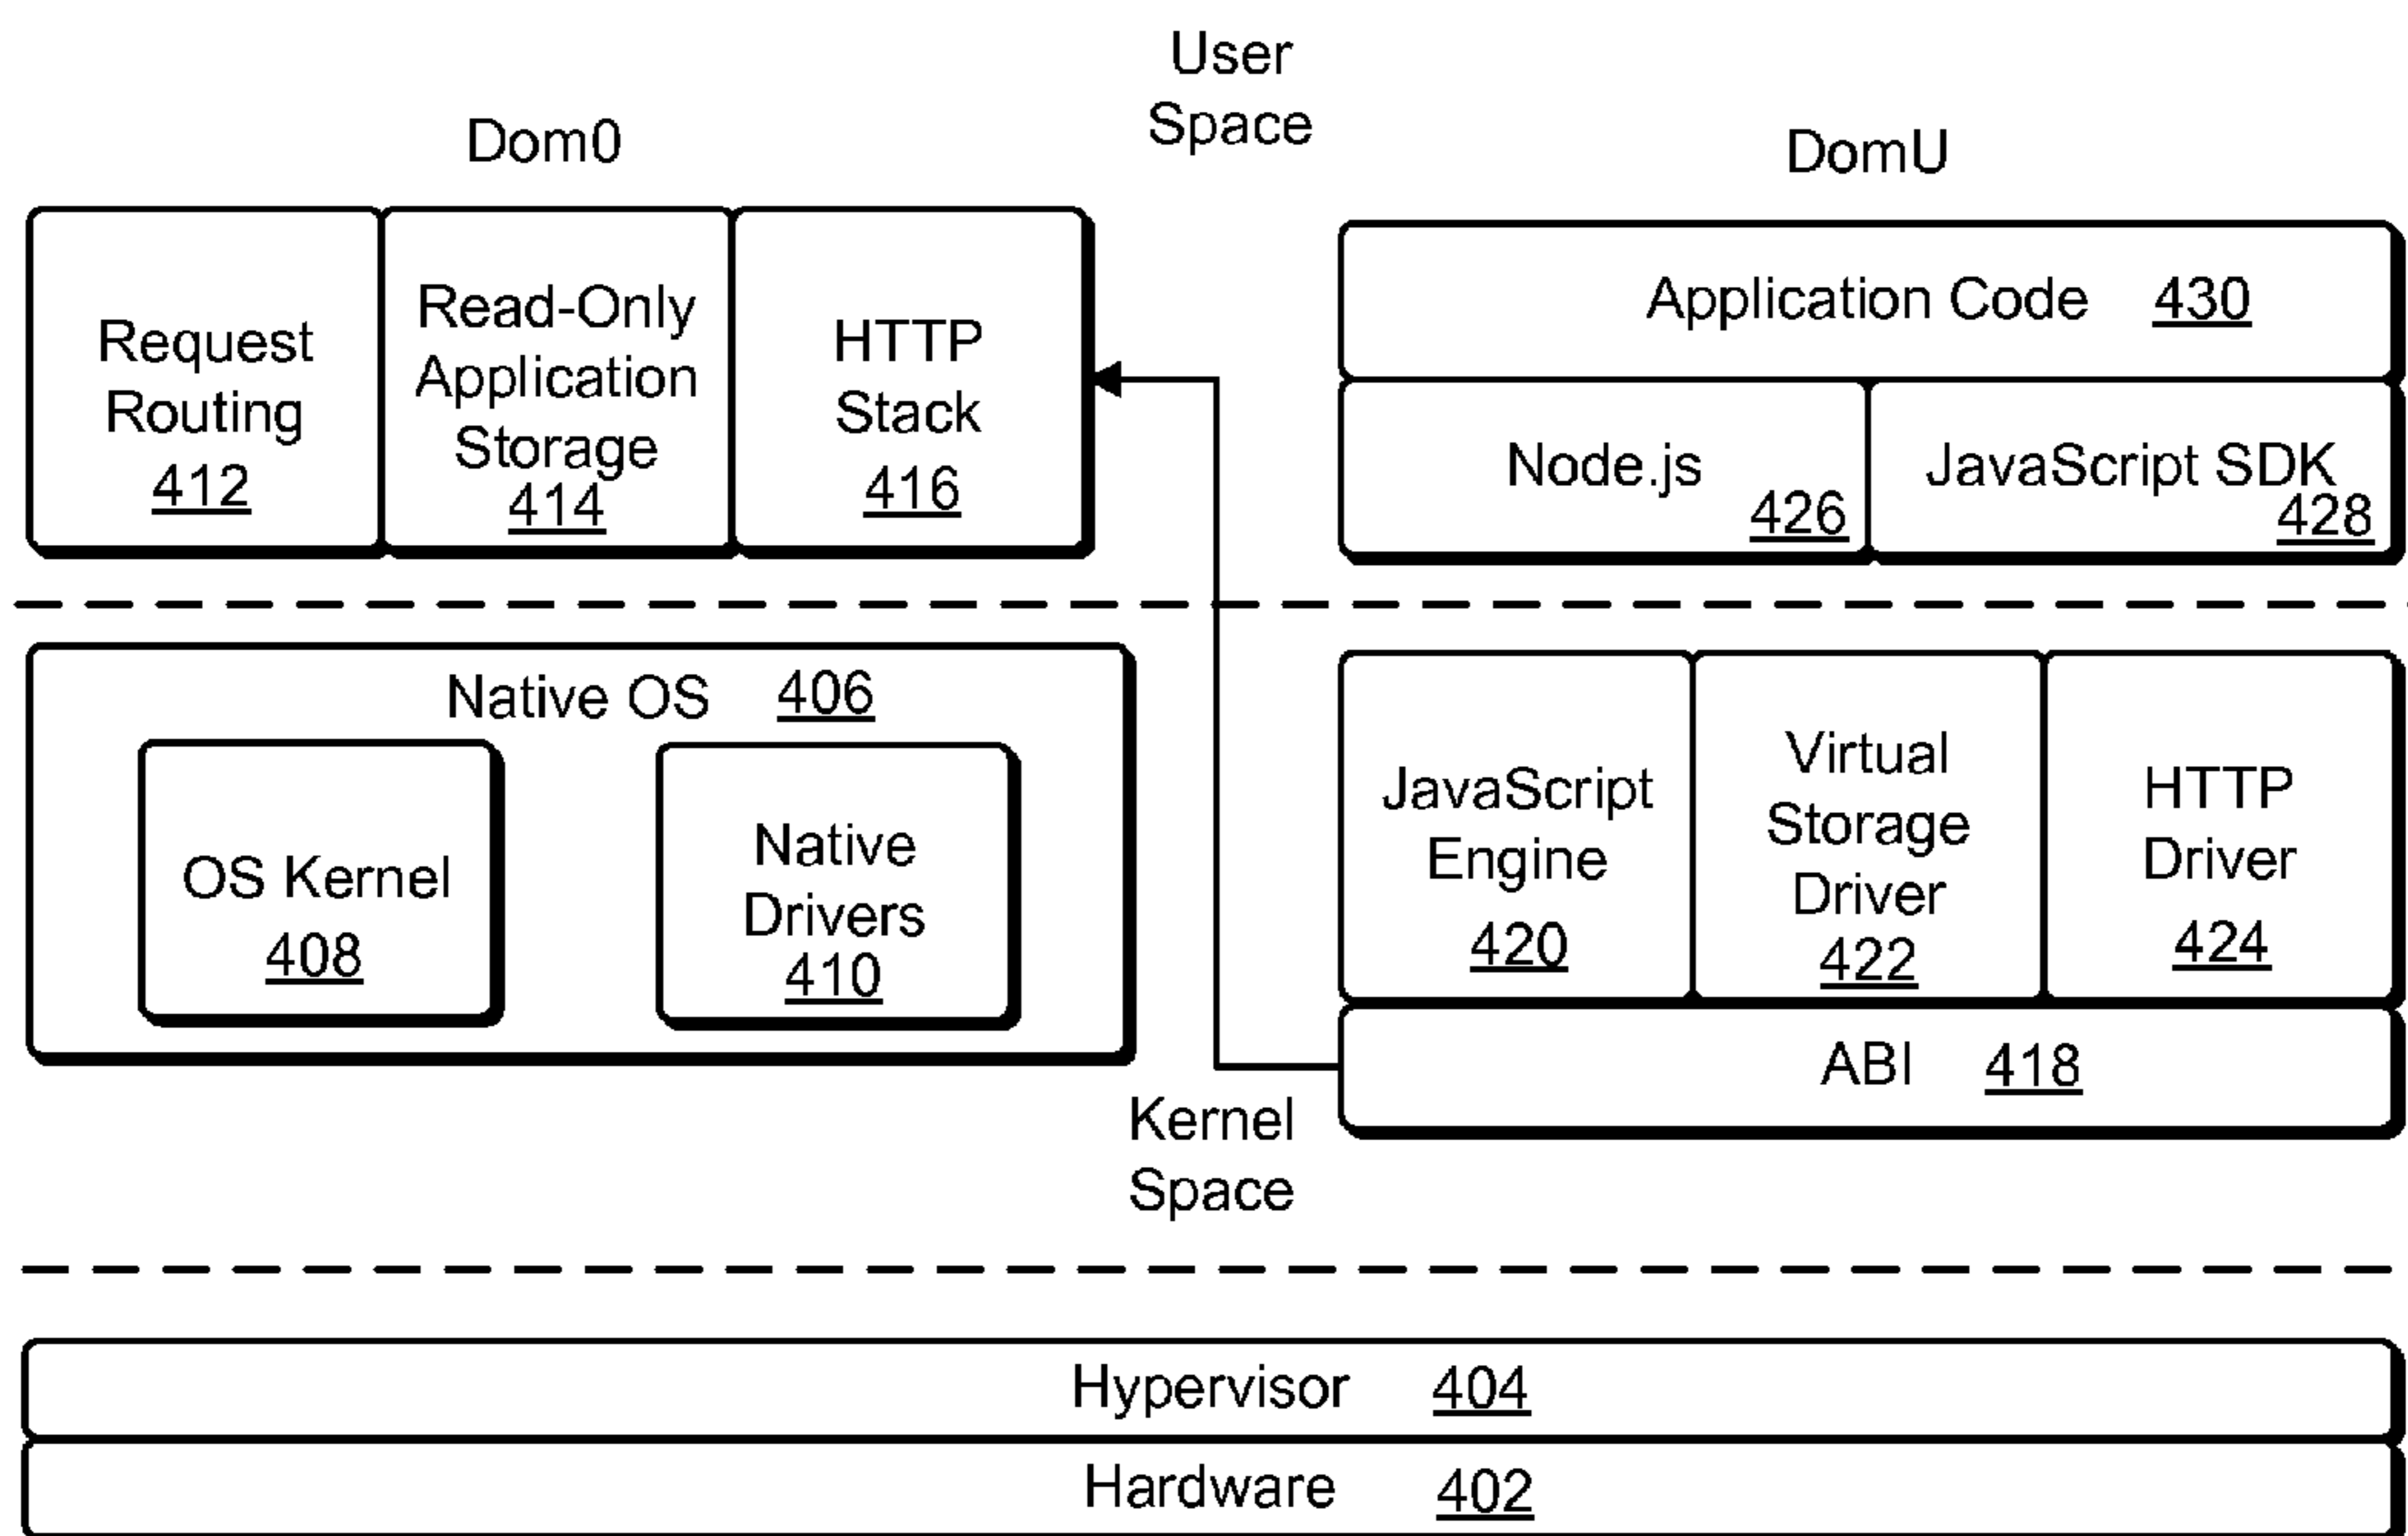 User
Space
Dom0
DomU
Request
Routing
412
Read-Only
Application
Storage
414
HTTP
Stack
416
Application Code 430
Node.js
426
JavaScript SDK
428
Native OS 406
OS Kernel
408
Native
Drivers
410
JavaScript
Engine
420
Virtual
Storage
Driver
422
HTTP
Driver
424
ABI 418
Kernel
Space
Hypervisor 404
Hardware 402